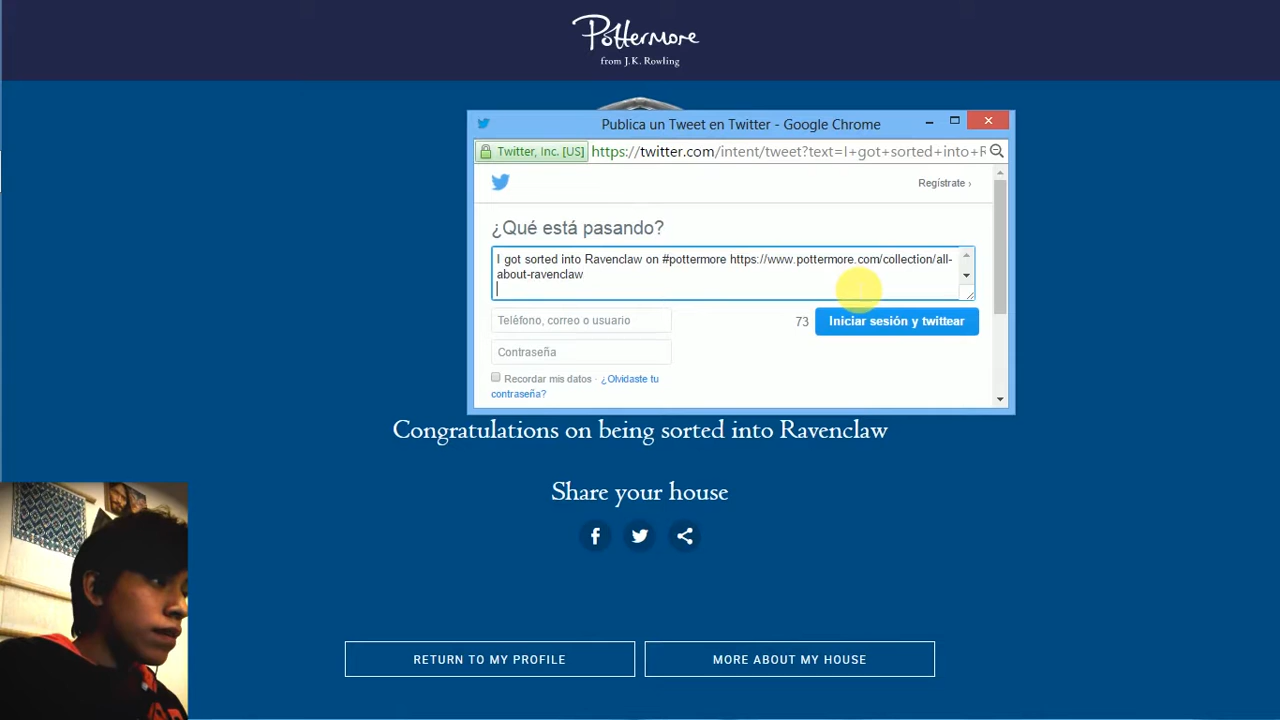 Pottermore
from J.K. Rowling
Publica un Tweet en Twitter - Google Chrome
Twitter, Inc. [US] https://twitter.com/intent/tweet?text=I+got+sorted+into+R
Regístrate ›
¿Qué está pasando?
I got sorted into Ravenclaw on #pottermore https://www.pottermore.com/collection/all-
about-ravenclaw
Teléfono, correo o usuario
73 Iniciar sesión y twittear
Contraseña
Recordar mis datos · ¿Olvidaste tu
contraseña?
Congratulations on being sorted into Ravenclaw
Share your house
RETURN TO MY PROFILE
MORE ABOUT MY HOUSE